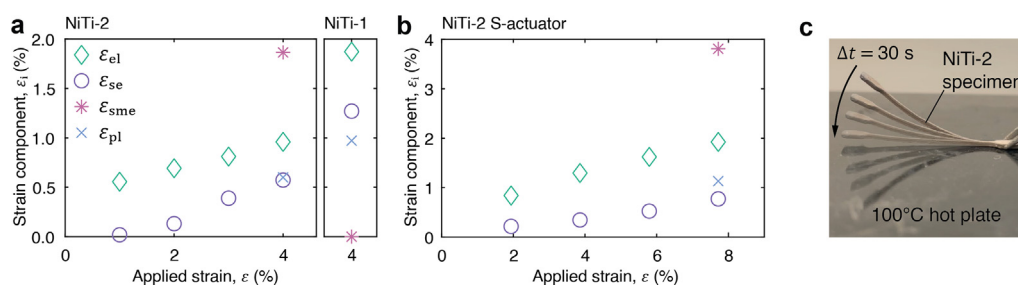 a
NiTi-2
NiTi-1
Strain component, εi (%)
2.0
1.5
1.0
0.5
0.0
εel
εse
εsme
εpl
0
2
4
4
Applied strain, ε (%)
b
NiTi-2 S-actuator
Strain component, εi (%)
4
3
2
1
0
0
2
4
6
8
Applied strain, ε (%)
c
Δt = 30 s
NiTi-2
specimen
100°C hot plate